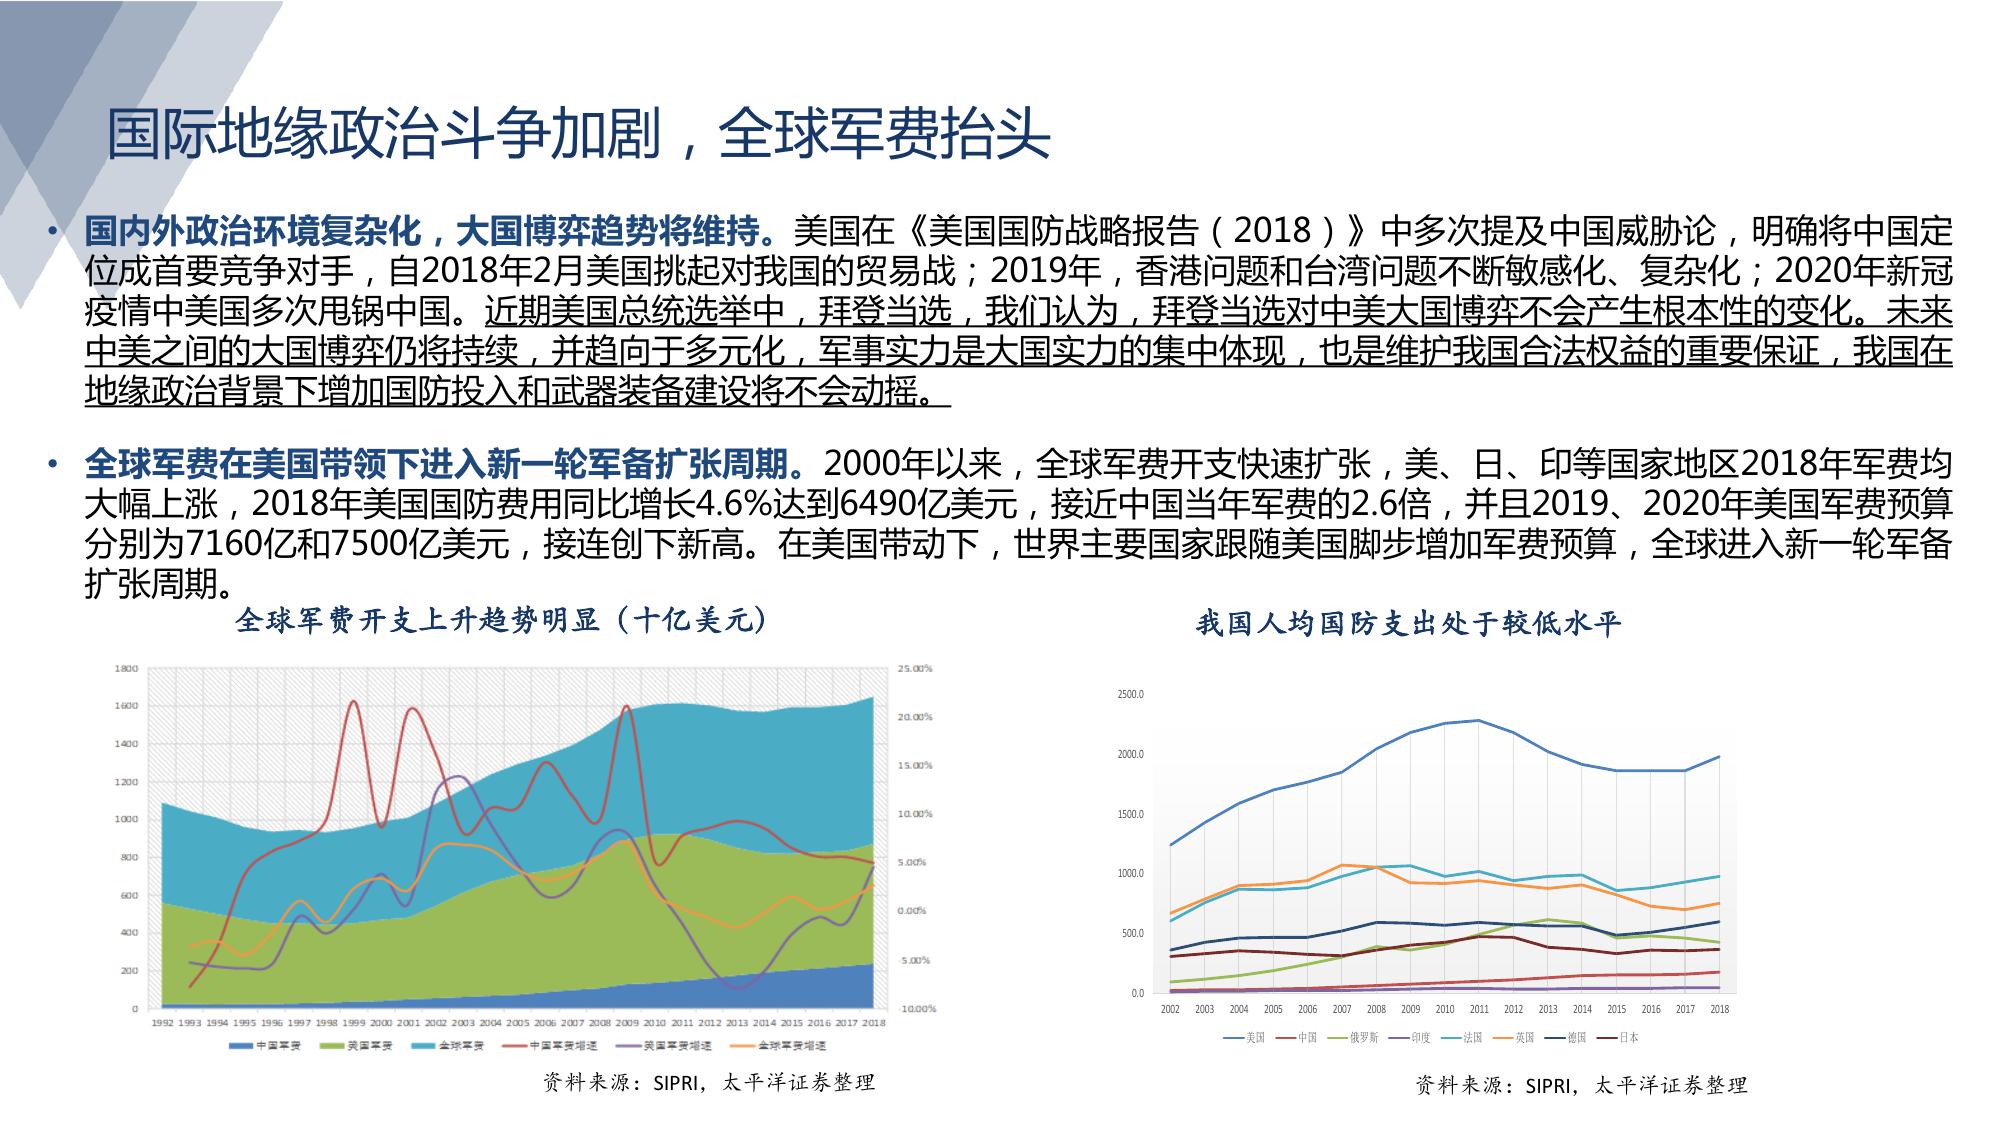 国际地缘政治斗争加剧，全球军费抬头
• 国内外政治环境复杂化，大国博弈趋势将维持。美国在《美国国防战略报告（2018）》中多次提及中国威胁论，明确将中国定
位成首要竞争对手，自2018年2月美国挑起对我国的贸易战；2019年，香港问题和台湾问题不断敏感化、复杂化；2020年新冠
疫情中美国多次甩锅中国。近期美国总统选举中，拜登当选，我们认为，拜登当选对中美大国博弈不会产生根本性的变化。未来
中美之间的大国博弈仍将持续，并趋向于多元化，军事实力是大国实力的集中体现，也是维护我国合法权益的重要保证，我国在
地缘政治背景下增加国防投入和武器装备建设将不会动摇。
• 全球军费在美国带领下进入新一轮军备扩张周期。2000年以来，全球军费开支快速扩张，美、日、印等国家地区2018年军费均
大幅上涨，2018年美国国防费用同比增长4.6%达到6490亿美元，接近中国当年军费的2.6倍，并且2019、2020年美国军费预算
分别为7160亿和7500亿美元，接连创下新高。在美国带动下，世界主要国家跟随美国脚步增加军费预算，全球进入新一轮军备
扩张周期。
全球军费开支上升趋势明显（十亿美元）
1800
1600
1400
1200
1000
800
600
400
200
0
25.00%
20.00%
15.00%
10.00%
5.00%
0.00%
-5.00%
-10.00%
1992 1993 1994 1995 1996 1997 1998 1999 2000 2001 2002 2003 2004 2005 2006 2007 2008 2009 2010 2011 2012 2013 2014 2015 2016 2017 2018
中国军费 美国军费 全球军费 中国军费增速 美国军费增速 全球军费增速
资料来源：SIPRI，太平洋证券整理
我国人均国防支出处于较低水平
2500.0
2000.0
1500.0
1000.0
500.0
0.0
2002 2003 2004 2005 2006 2007 2008 2009 2010 2011 2012 2013 2014 2015 2016 2017 2018
美国 中国 俄罗斯 印度 法国 英国 德国 日本
资料来源：SIPRI，太平洋证券整理